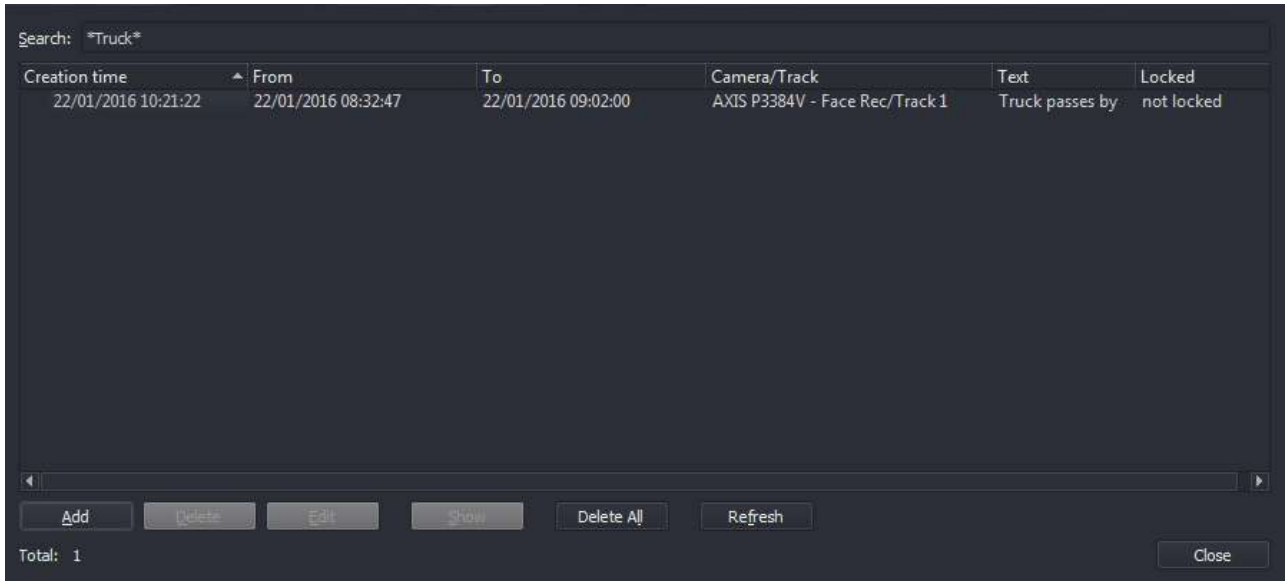 Search: *Truck*
Creation time From To Camera/Track Text Locked
22/01/2016 10:21:22 22/01/2016 08:32:47 22/01/2016 09:02:00 AXIS P3384V - Face Rec/Track 1 Truck passes by not locked
Add Delete Edit Show Delete All Refresh
Total: 1 Close